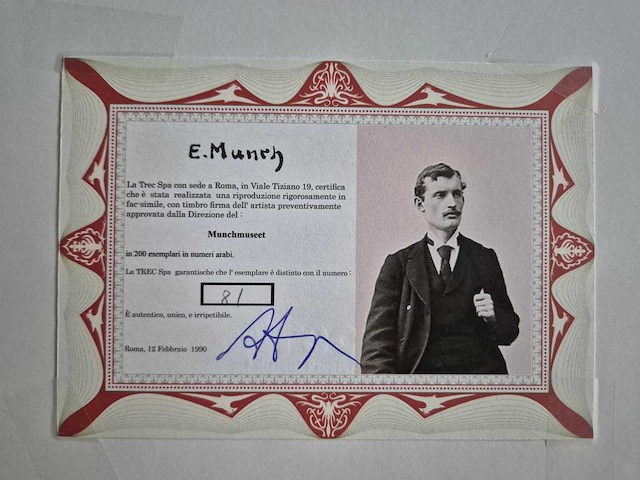 E. Munch
La Trec Spa con sede a Roma, in Viale Tiziano 19, certifica
che è stata realizzata una riproduzione rigorosamente in
fac-simile, con timbro firma dell' artista preventivamente
approvata dalla Direzione del :
Munchmuseet
in 200 esemplari in numeri arabi.
La TREC Spa garantische che l' esemplare è distinto con il numero :
81
È autentico, unico, e irripetibile.
Roma, 12 Febbraio 1990